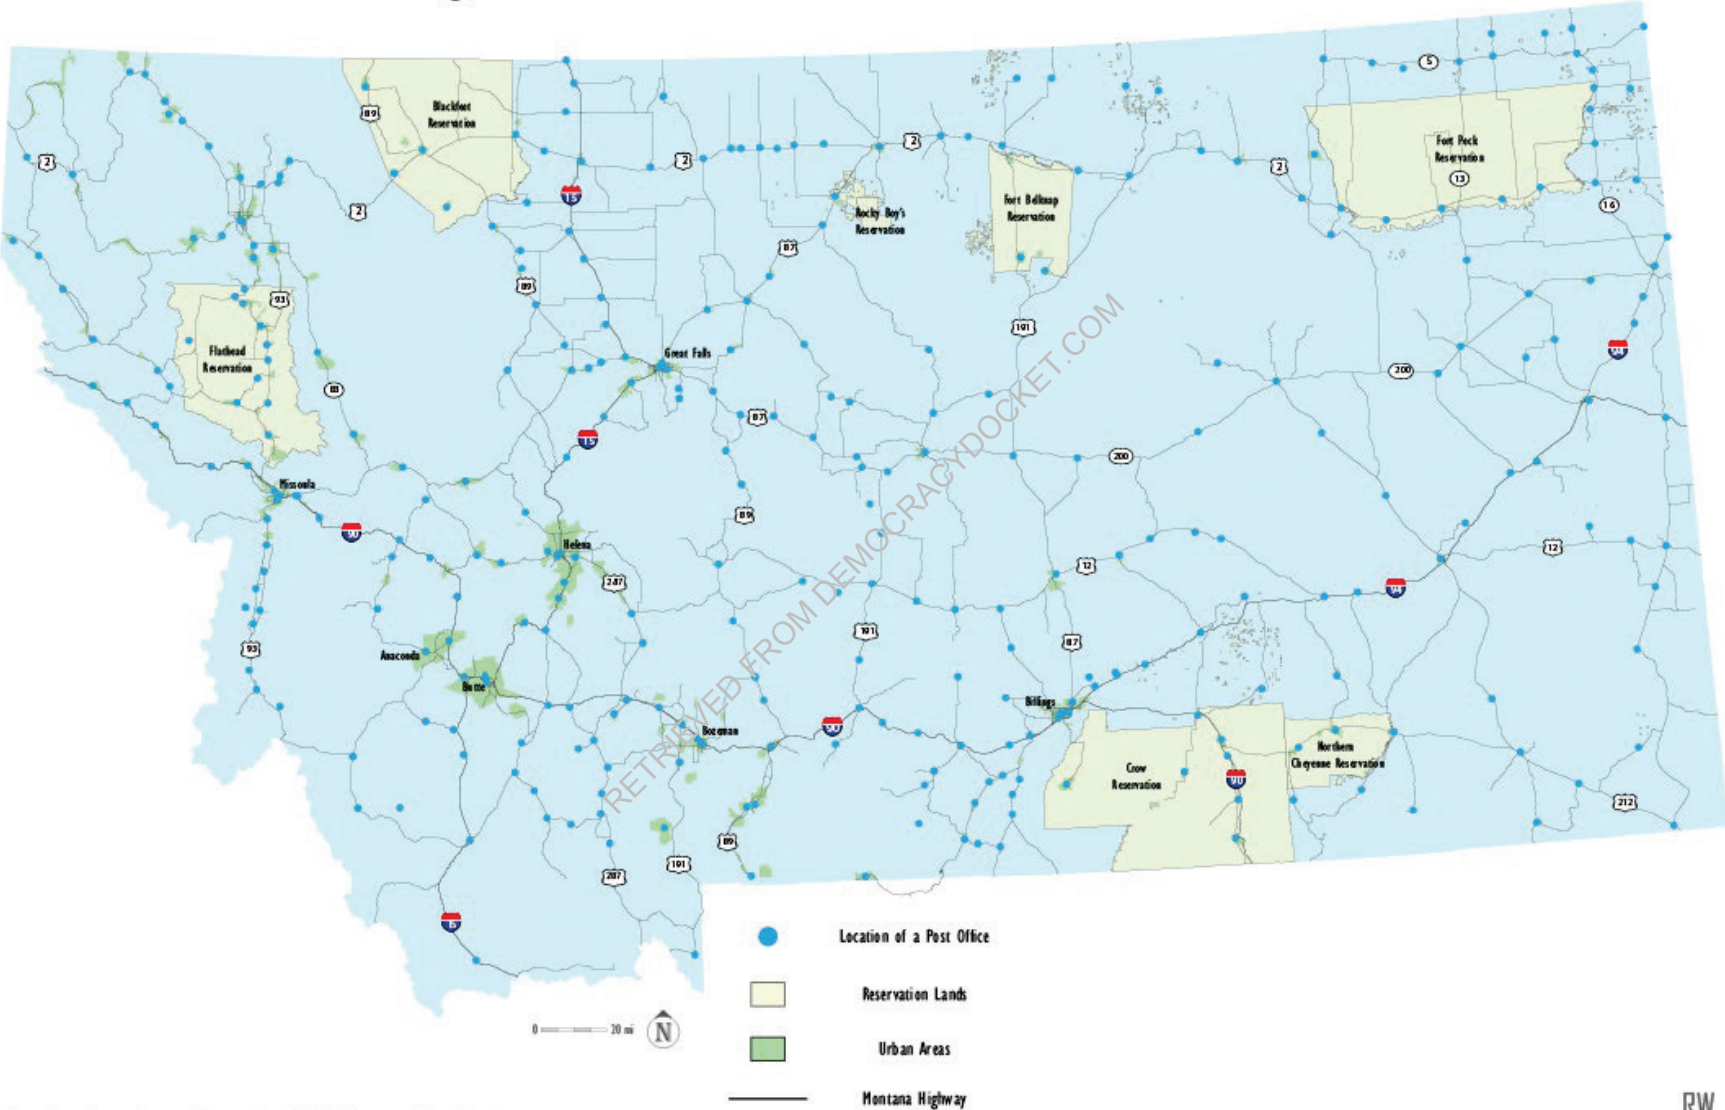 5
89
Blackfeet
Reservation
2
2
2
15
Fort Peck
Reservation
13
2
16
2
Rocky Boy's
Reservation
Fort Belknap
Reservation
87
89
93
Flathead
Reservation
191
Great Falls
94
200
83
87
15
200
Missoula
89
90
Helena
12
12
287
94
93
Anaconda
191
87
Butte
Billings
Bozeman
90
Crow
Reservation
90
Northern
Cheyenne Reservation
212
89
191
287
15
RETRIEVED FROM DEMOCRACYDOCKET.COM
Location of a Post Office
Reservation Lands
0 20 mi N
Urban Areas
Montana Highway
RW